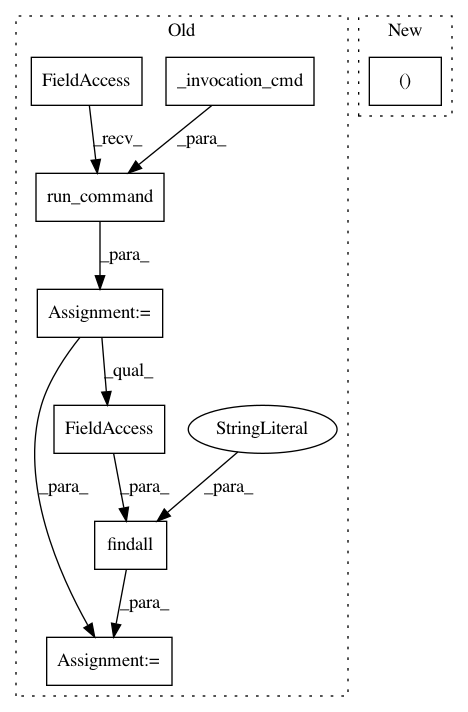 Old
New
FieldAccess
_invocation_cmd
()
_recv_
_para_
run_command
_para_
Assignment:=
_qual_
FieldAccess
StringLiteral
_para_
_para_
_para_
findall
_para_
Assignment:=